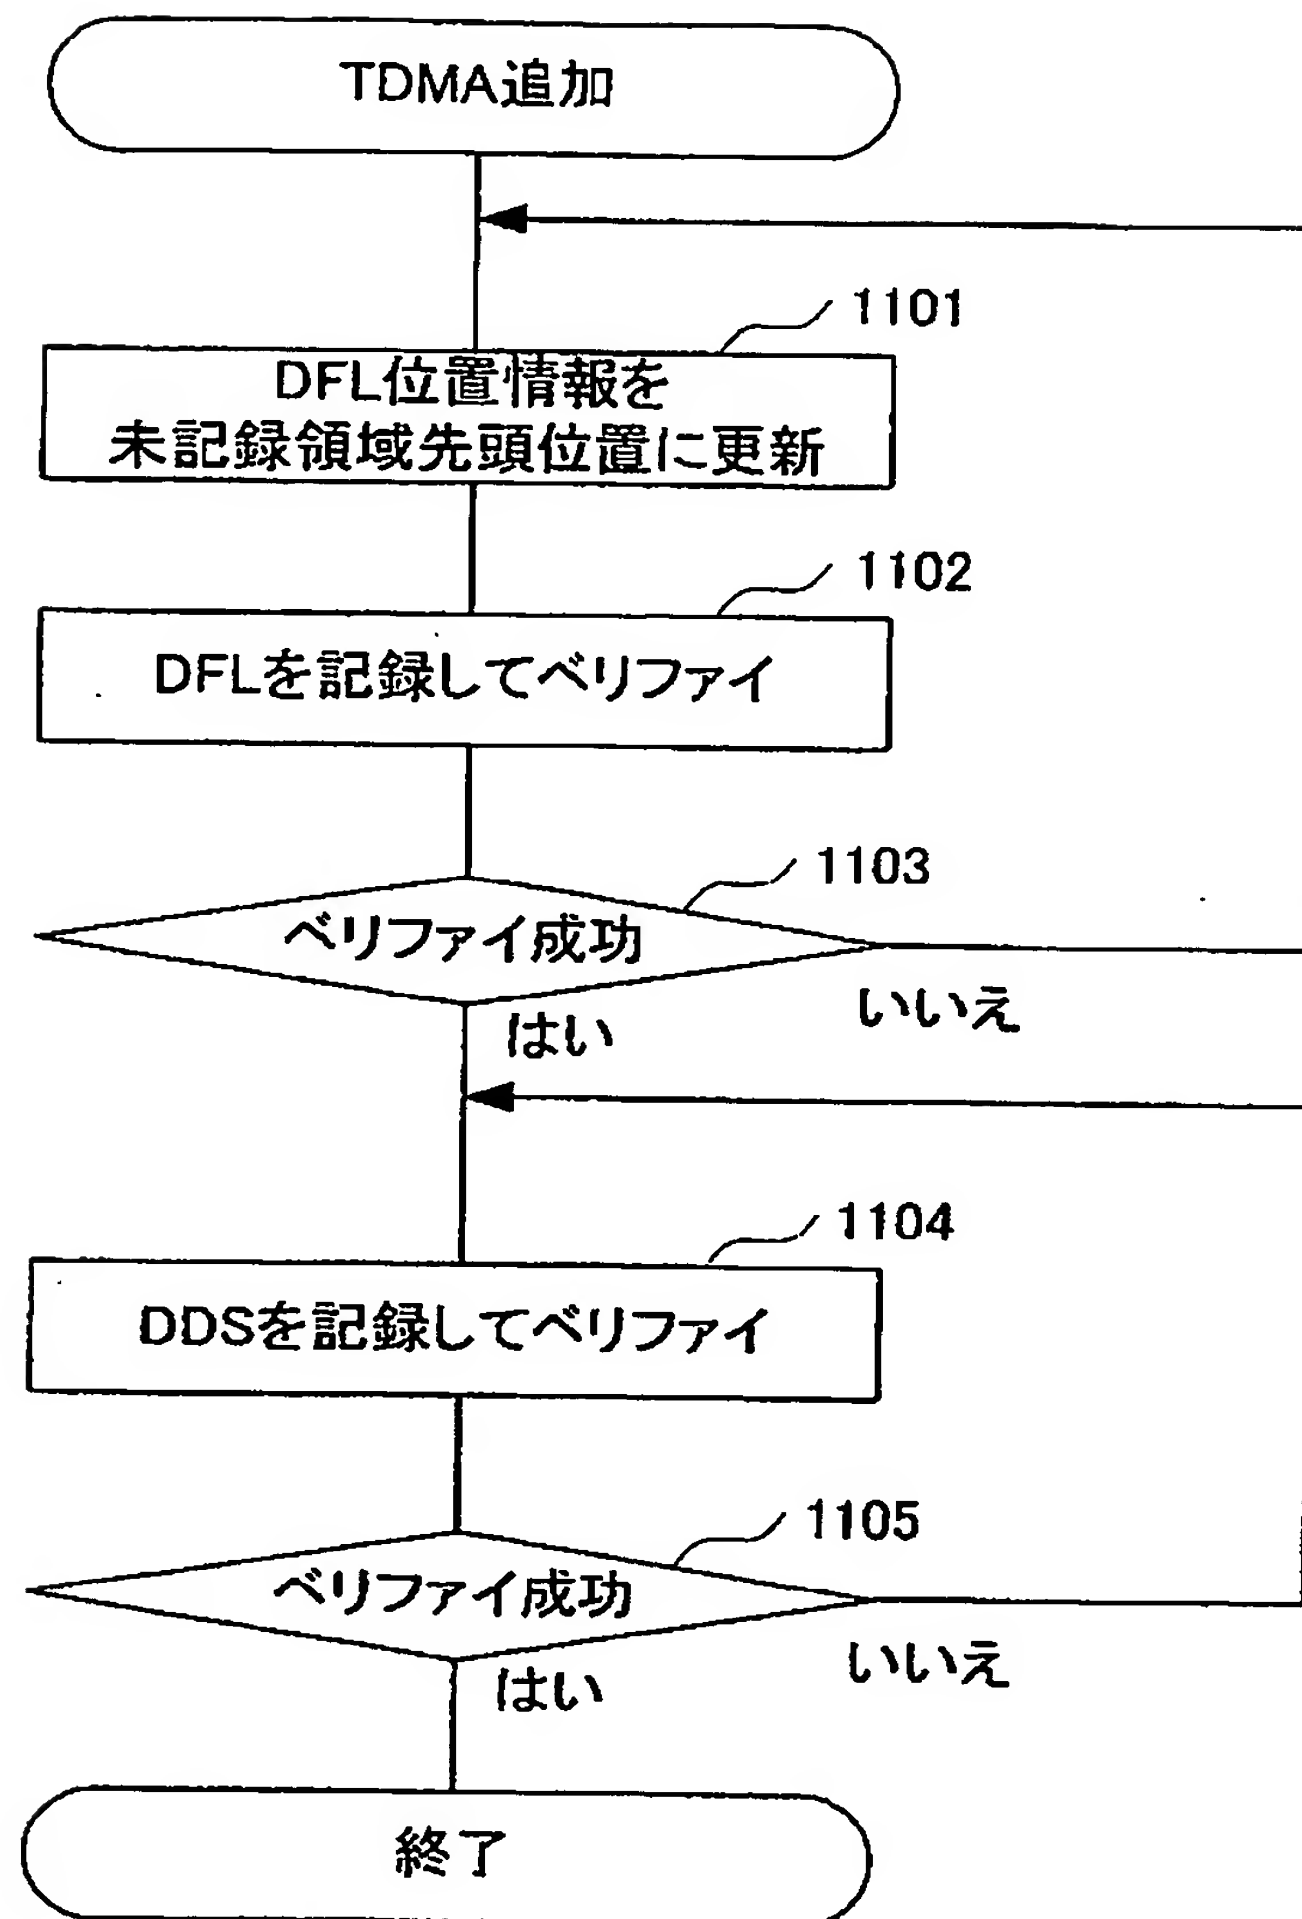 TDMA追加
1101
DFL位置情報を
未記録領域先頭位置に更新
1102
DFLを記録してベリファイ
1103
ベリファイ成功
いいえ
はい
1104
DDSを記録してベリファイ
1105
ベリファイ成功
いいえ
はい
終了